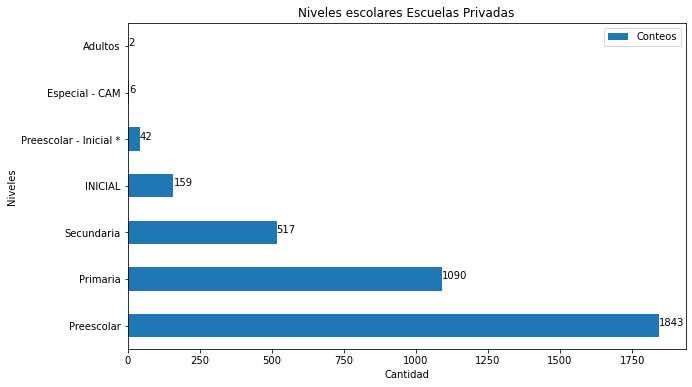 Niveles escolares Escuelas Privadas
Conteos
Niveles
Adultos 2
Especial - CAM 6
Preescolar - Inicial * 42
INICIAL 159
Secundaria 517
Primaria 1090
Preescolar 1843
0 250 500 750 1000 1250 1500 1750
Cantidad